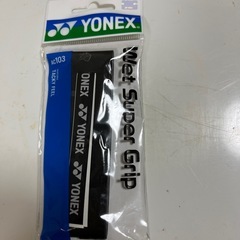 YONEX
Wet Super Grip
AC103
TACKY FEEL
ONEX
YONEX